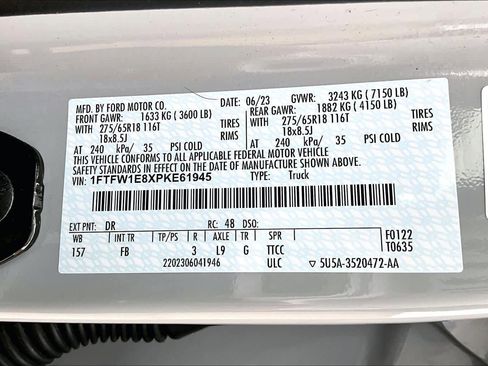 MFD. BY FORD MOTOR CO.
DATE: 06/23 GVWR: 3243 KG ( 7150 LB)
FRONT GAWR: 1633 KG ( 3600 LB) REAR GAWR: 1882 KG ( 4150 LB)
WITH 275/65R18 116T TIRES WITH 275/65R18 116T TIRES
18x8.5J RIMS 18x8.5J RIMS
AT 240 kPa/ 35 PSI COLD AT 240 kPa/ 35 PSI COLD
THIS VEHICLE CONFORMS TO ALL APPLICABLE FEDERAL MOTOR VEHICLE
SAFETY STANDARDS IN EFFECT ON THE DATE OF MANUFACTURE SHOWN ABOVE.
VIN: 1FTFW1E8XPKE61945 TYPE: Truck
EXT PNT: DR RC: 48 DSO: F0122
WB INT TR TP/PS R AXLE TR SPR T0635
157 FB 3 L9 G TTCC
2202306041946 ULC ▽ 5U5A-3520472-AA